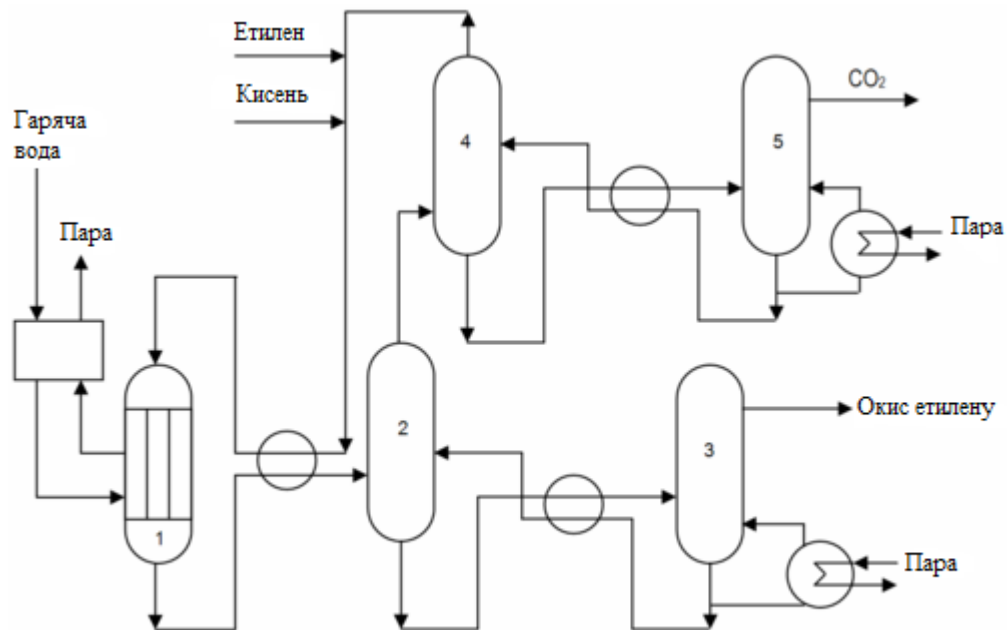 Етилен
Кисень
Гаряча
вода
Пара
4
5
CO₂
Пара
2
3
Окис етилену
1
Пара